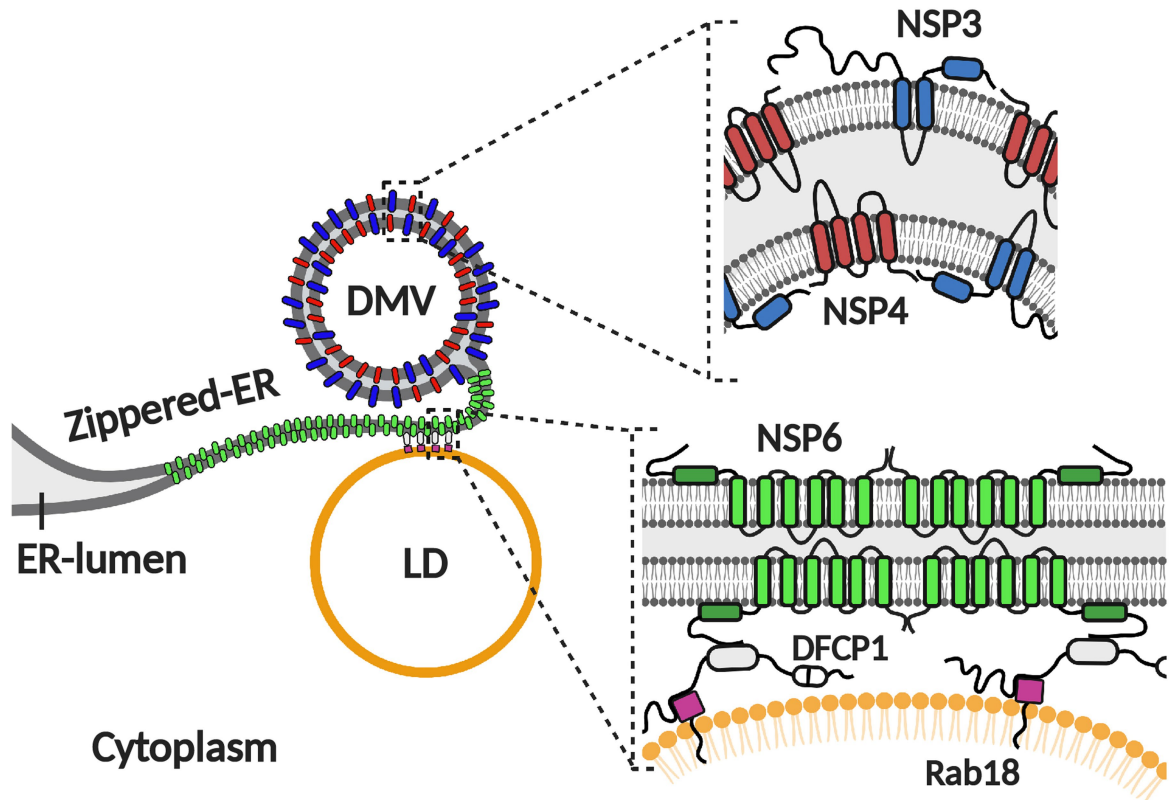 NSP3
DMV
NSP4
Zippered-ER
NSP6
ER-lumen
LD
DFCP1
Cytoplasm
Rab18